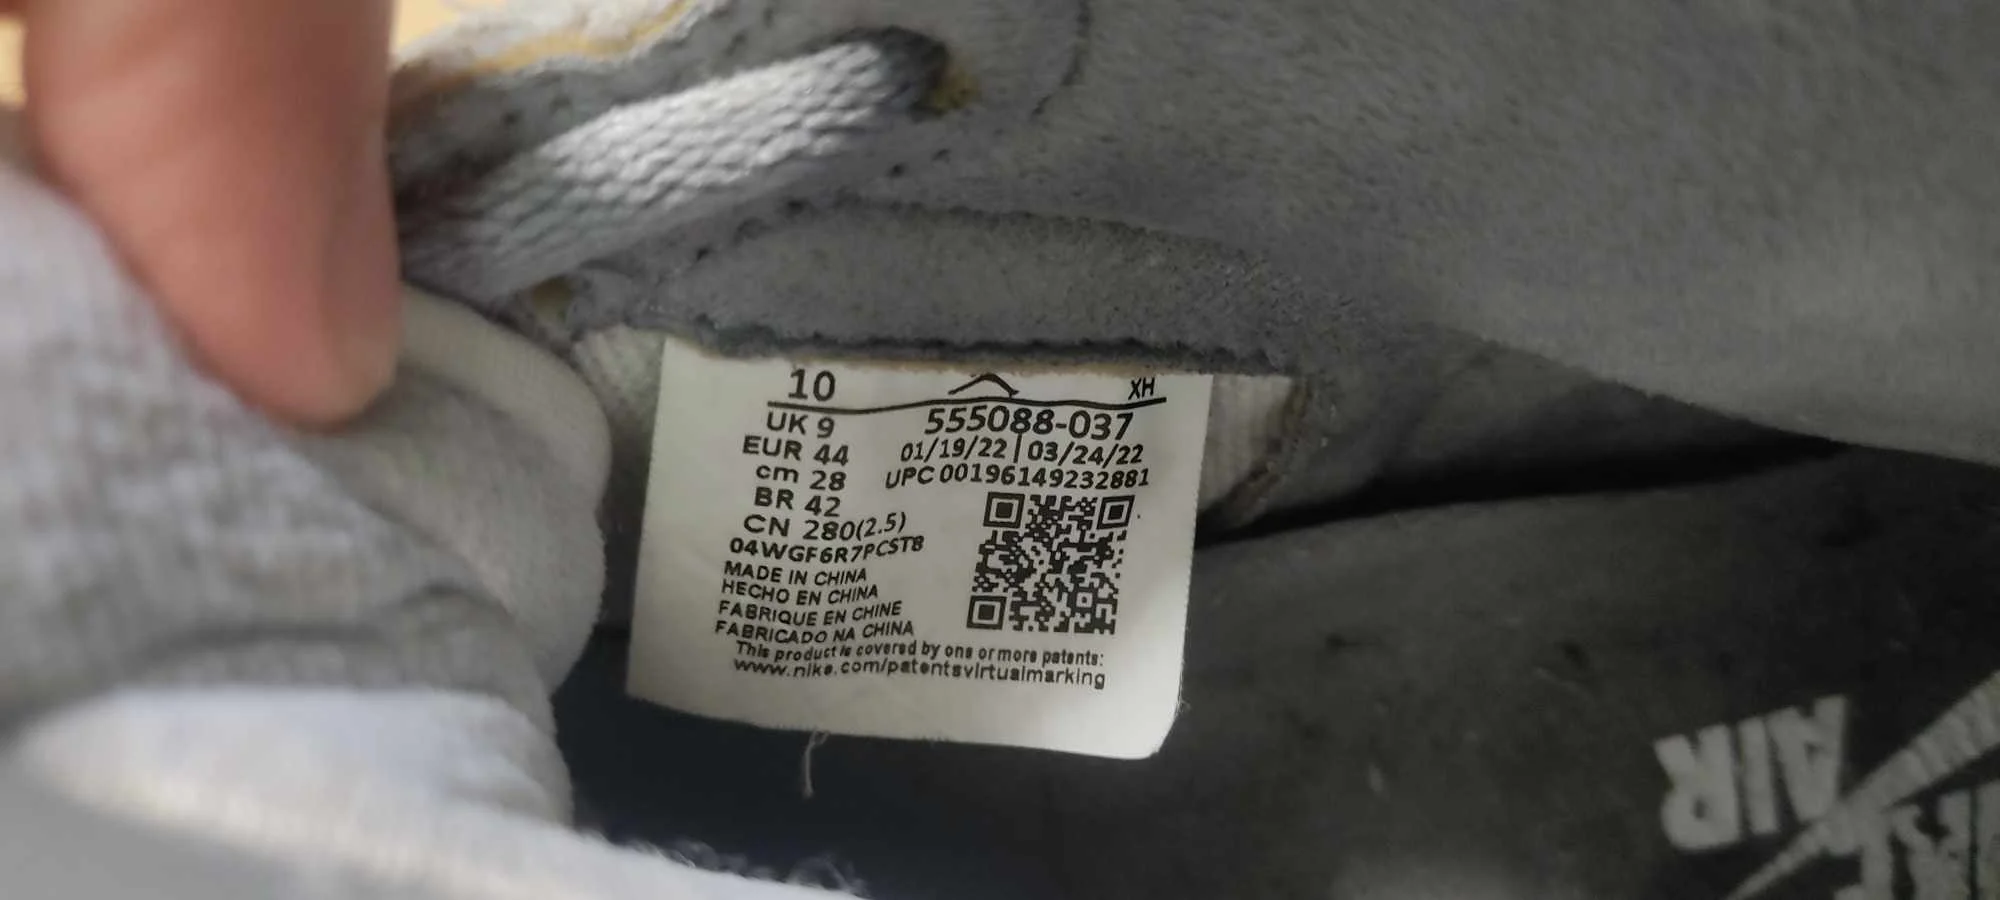 10 XH
UK 9 555088-037
EUR 44 01/19/22 | 03/24/22
cm 28 UPC 00196149232881
BR 42
CN 280(2.5)
04WGF6R7PCST8
MADE IN CHINA
HECHO EN CHINA
FABRIQUE EN CHINE
FABRICADO NA CHINA
This product is covered by one or more patents:
www.nike.com/patentsvirtualmarking
AIR